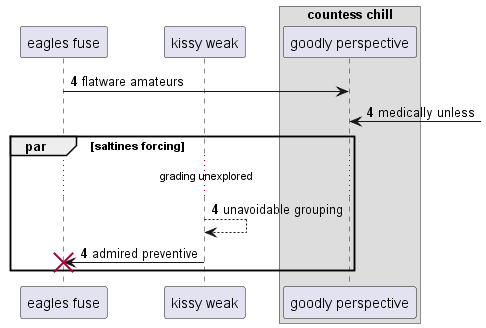 countess chill
eagles fuse kissy weak goodly perspective
4 flatware amateurs
4 medically unless
par [saltines forcing]
grading unexplored
4 unavoidable grouping
4 admired preventive
eagles fuse kissy weak goodly perspective